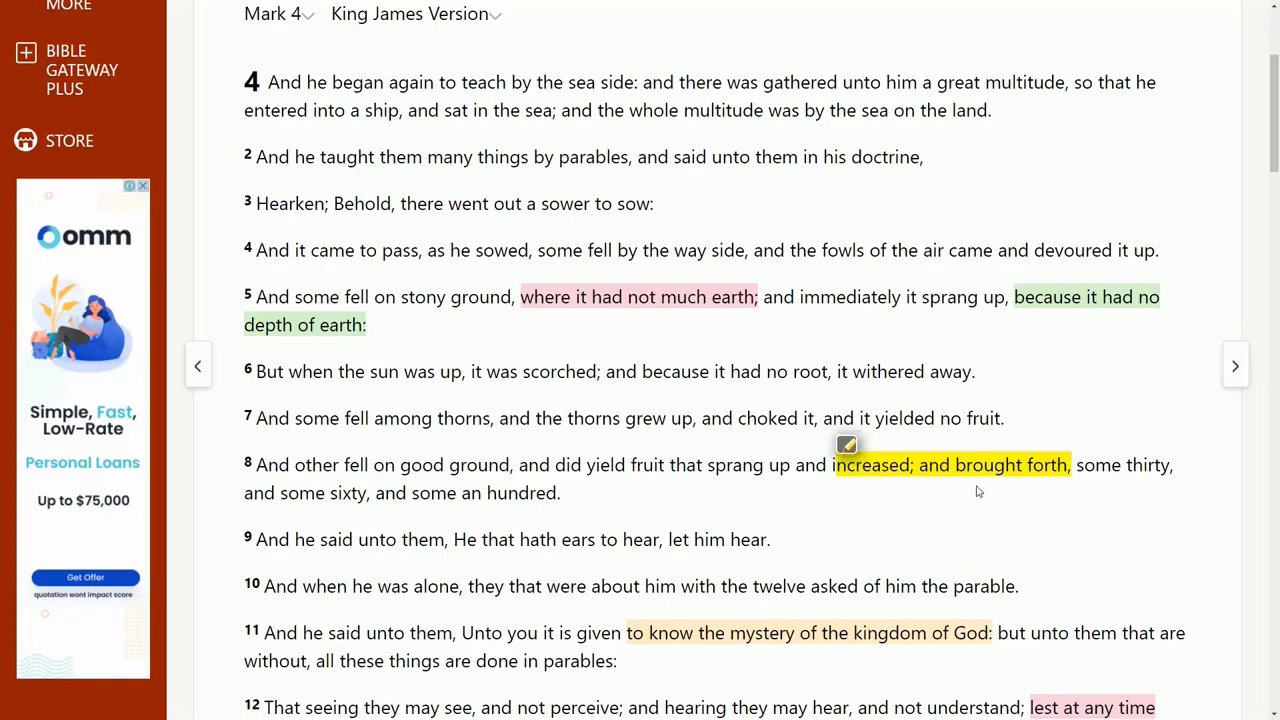 MORE
BIBLE
GATEWAY
PLUS
STORE
omm
Simple, Fast,
Low-Rate
Personal Loans
Up to $75,000
Get Offer
quotation wont impact score
Mark 4 King James Version
4 And he began again to teach by the sea side: and there was gathered unto him a great multitude, so that he
entered into a ship, and sat in the sea; and the whole multitude was by the sea on the land.
2 And he taught them many things by parables, and said unto them in his doctrine,
3 Hearken; Behold, there went out a sower to sow:
4 And it came to pass, as he sowed, some fell by the way side, and the fowls of the air came and devoured it up.
5 And some fell on stony ground, where it had not much earth; and immediately it sprang up, because it had no
depth of earth:
6 But when the sun was up, it was scorched; and because it had no root, it withered away.
7 And some fell among thorns, and the thorns grew up, and choked it, and it yielded no fruit.
8 And other fell on good ground, and did yield fruit that sprang up and increased; and brought forth, some thirty,
and some sixty, and some an hundred.
9 And he said unto them, He that hath ears to hear, let him hear.
10 And when he was alone, they that were about him with the twelve asked of him the parable.
11 And he said unto them, Unto you it is given to know the mystery of the kingdom of God: but unto them that are
without, all these things are done in parables:
12 That seeing they may see, and not perceive; and hearing they may hear, and not understand; lest at any time